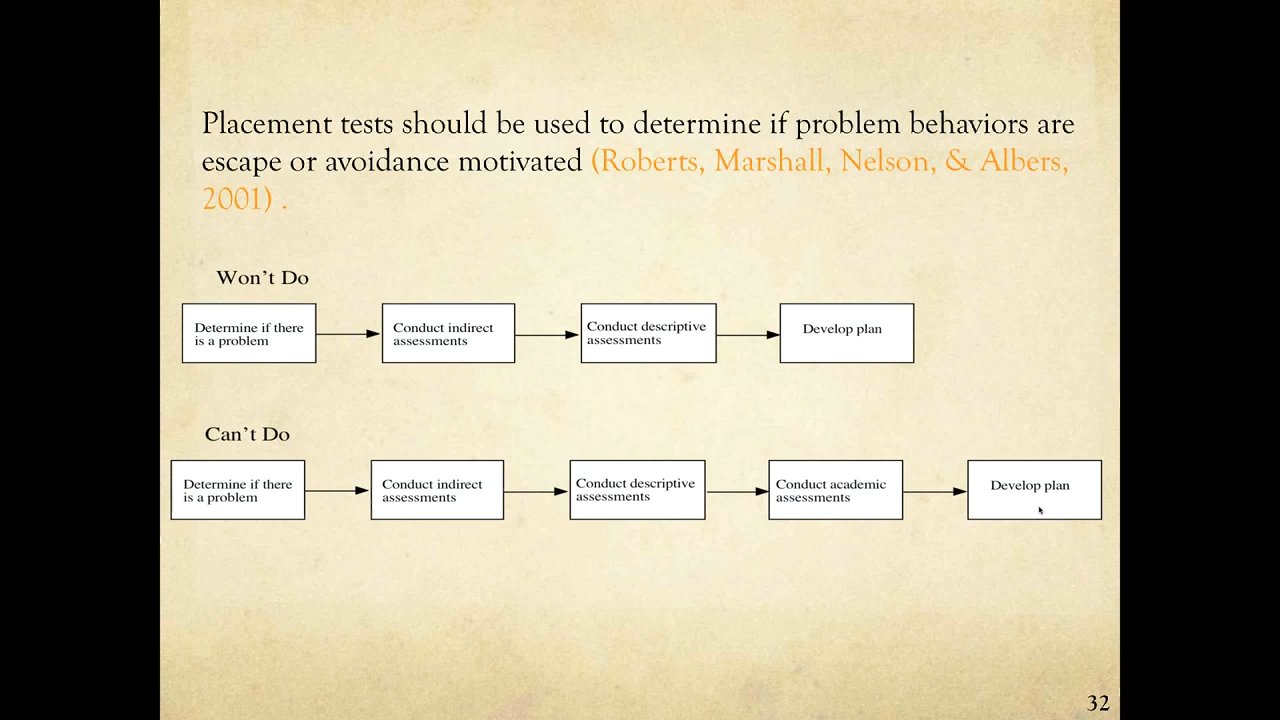 Placement tests should be used to determine if problem behaviors are
escape or avoidance motivated (Roberts, Marshall, Nelson, & Albers,
2001) .
Won't Do
Determine if there
is a problem
Conduct indirect
assessments
Conduct descriptive
assessments
Develop plan
Can't Do
Determine if there
is a problem
Conduct indirect
assessments
Conduct descriptive
assessments
Conduct academic
assessments
Develop plan
32